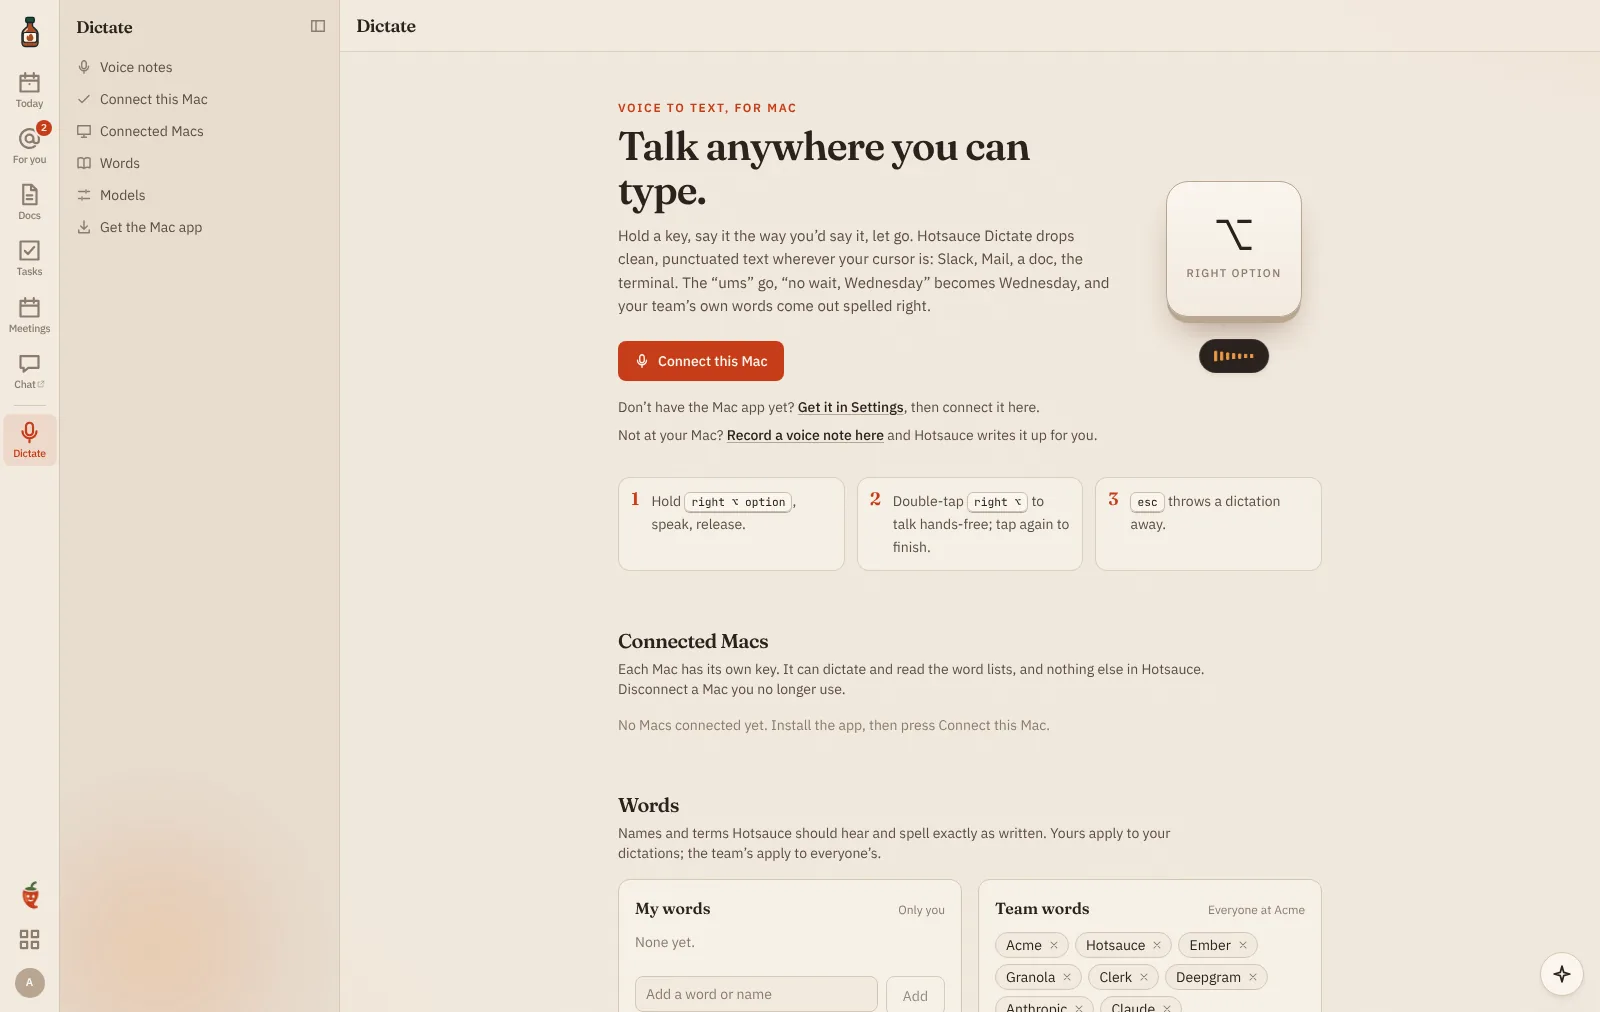 Today
2
For you
Docs
Tasks
Meetings
Chat
Dictate
A
Dictate
Voice notes
Connect this Mac
Connected Macs
Words
Models
Get the Mac app
Dictate
VOICE TO TEXT, FOR MAC
Talk anywhere you can
type.
Hold a key, say it the way you’d say it, let go. Hotsauce Dictate drops
clean, punctuated text wherever your cursor is: Slack, Mail, a doc, the
terminal. The “ums” go, “no wait, Wednesday” becomes Wednesday, and
your team’s own words come out spelled right.
⌥
RIGHT OPTION
Connect this Mac
Don’t have the Mac app yet? Get it in Settings, then connect it here.
Not at your Mac? Record a voice note here and Hotsauce writes it up for you.
1 Hold right ⌥ option,
speak, release.
2 Double-tap right ⌥ to
talk hands-free; tap again to
finish.
3 esc throws a dictation
away.
Connected Macs
Each Mac has its own key. It can dictate and read the word lists, and nothing else in Hotsauce.
Disconnect a Mac you no longer use.
No Macs connected yet. Install the app, then press Connect this Mac.
Words
Names and terms Hotsauce should hear and spell exactly as written. Yours apply to your
dictations; the team’s apply to everyone’s.
My words Only you
None yet.
Add a word or name Add
Team words Everyone at Acme
Acme × Hotsauce × Ember ×
Granola × Clerk × Deepgram ×
Anthropic × Claude ×